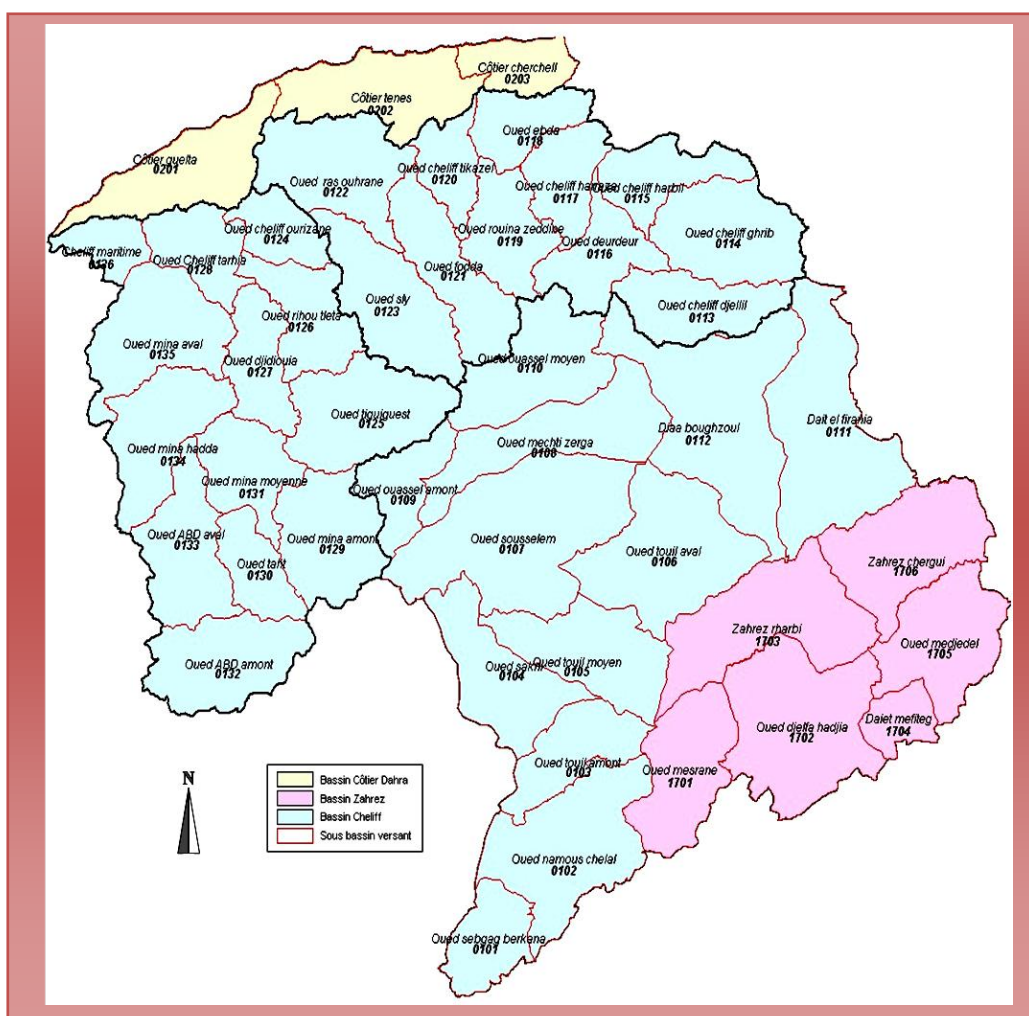 Côtier cherchell
0203
Côtier tenes
0202
Côtier guelta
0201
Oued ebda
0118
Oued cheliff tikazel
0120
Oued ras ouhrane
0122
Oued cheliff harreza
0117
Oued cheliff harbil
0115
Oued cheliff ourizane
0124
Oued rouina zeddine
0119
Oued deurdeur
0116
Oued cheliff ghrib
0114
Cheliff maritime
0136
Oued Cheliff tarhia
0128
Oued fodda
0121
Oued sly
0123
Oued cheliff djellil
0113
Oued rihou tleta
0126
Oued mina aval
0135
Oued djidiouia
0127
Oued ouassel moyen
0110
Oued tiguiguest
0125
Dait el firania
0111
Draa boughzoul
0112
Oued mina hadda
0134
Oued mechti zerga
0108
Oued mina moyenne
0131
Oued ouassel amont
0109
Oued ABD aval
0133
Oued mina amont
0129
Oued taht
0130
Oued sousselem
0107
Oued touil aval
0106
Zahrez chergui
1706
Zahrez rharbi
1703
Oued medjedel
1705
Oued ABD amont
0132
Oued sakni
0104
Oued touil moyen
0105
Oued djelfa hadjia
1702
Daiet mefiteg
1704
Oued touil amont
0103
Oued mesrane
1701
N
Bassin Côtier Dahra
Bassin Zahrez
Bassin Cheliff
Sous bassin versant
Oued namous chelal
0102
Oued sebgag berkana
0101